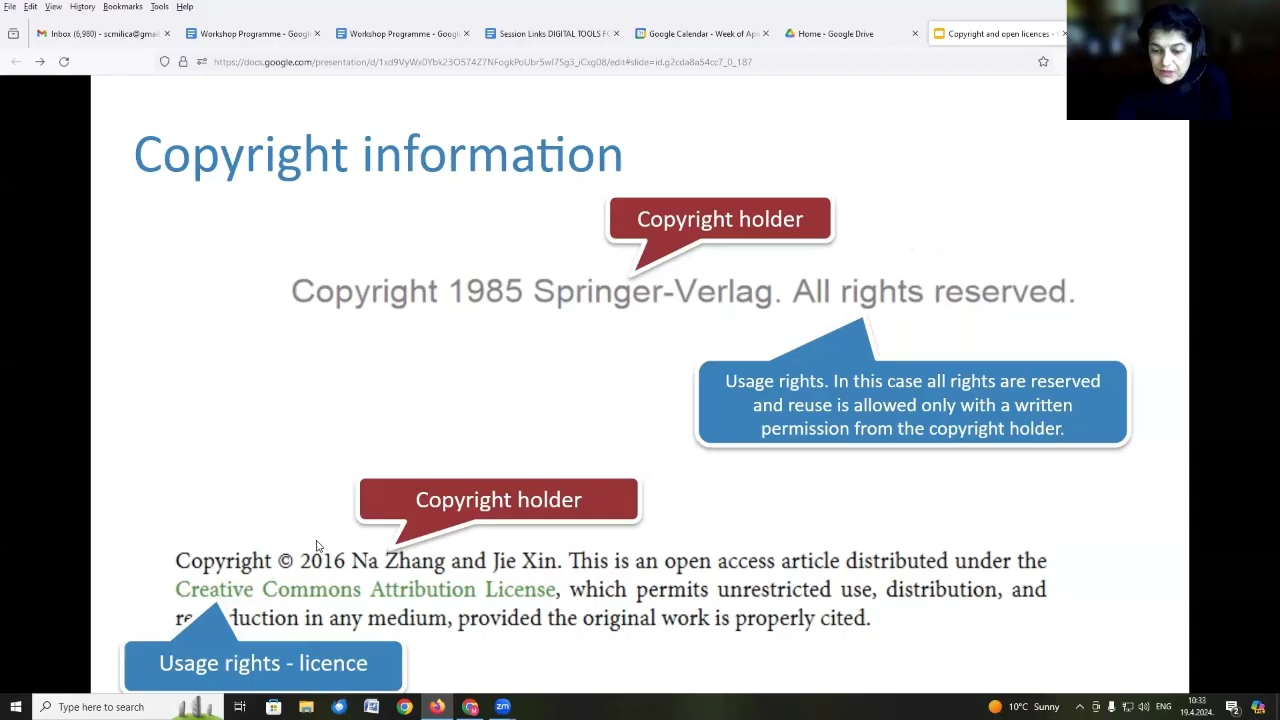 File Edit View History Bookmarks Tools Help
Inbox (6,980) - scmilica@gmail
Workshop Programme - Googl
Workshop Programme - Googl
Session Links DIGITAL TOOLS FO
Google Calendar - Week of Ap
Home - Google Drive
Copyright and open licences -
Copyright information
Copyright holder
Copyright 1985 Springer-Verlag. All rights reserved.
Usage rights. In this case all rights are reserved
and reuse is allowed only with a written
permission from the copyright holder.
Copyright holder
Copyright © 2016 Na Zhang and Jie Xin. This is an open access article distributed under the
Creative Commons Attribution License, which permits unrestricted use, distribution, and
re duction in any medium, provided the original work is properly cited.
Usage rights - licence
Type here to search
10°C Sunny
10:33
19.4.2024.